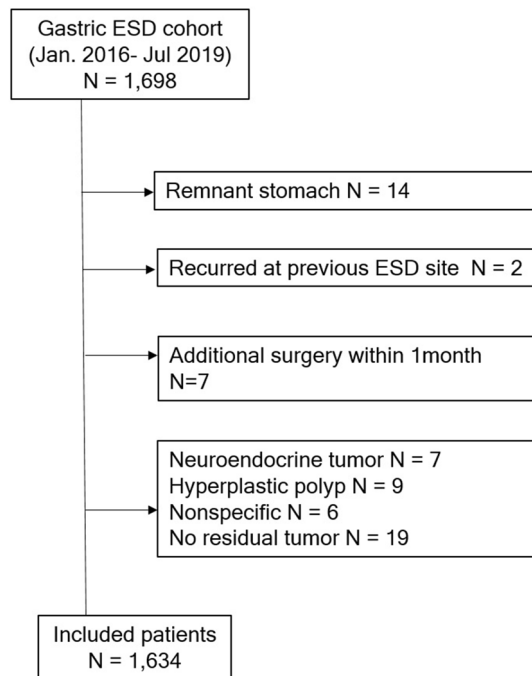 Gastric ESD cohort
(Jan. 2016- Jul 2019)
N = 1,698
Remnant stomach N = 14
Recurred at previous ESD site  N = 2
Additional surgery within 1month
N=7
Neuroendocrine tumor N = 7
Hyperplastic polyp N = 9
Nonspecific N = 6
No residual tumor N = 19
Included patients
N = 1,634